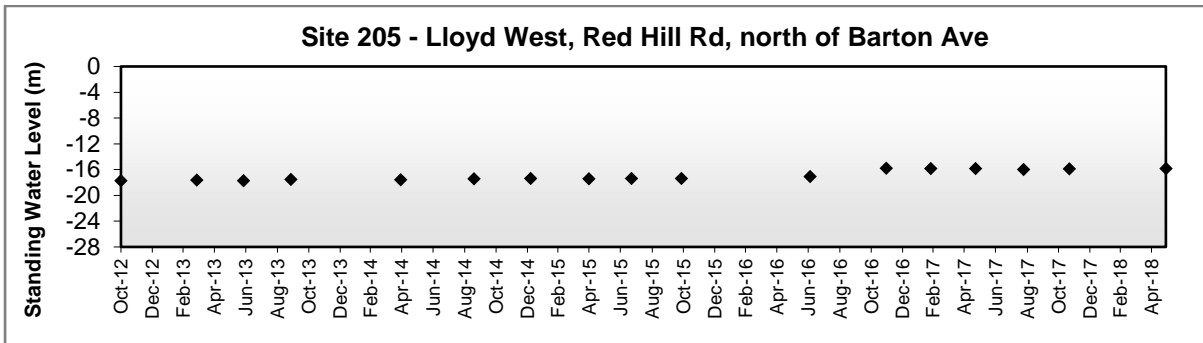 Site 205 - Lloyd West, Red Hill Rd, north of Barton Ave
Standing Water Level (m)
0
-4
-8
-12
-16
-20
-24
-28
Oct-12
Dec-12
Feb-13
Apr-13
Jun-13
Aug-13
Oct-13
Dec-13
Feb-14
Apr-14
Jun-14
Aug-14
Oct-14
Dec-14
Feb-15
Apr-15
Jun-15
Aug-15
Oct-15
Dec-15
Feb-16
Apr-16
Jun-16
Aug-16
Oct-16
Dec-16
Feb-17
Apr-17
Jun-17
Aug-17
Oct-17
Dec-17
Feb-18
Apr-18